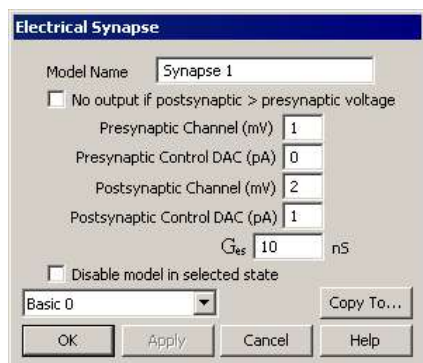 Electrical Synapse
Model Name Synapse 1
No output if postsynaptic > presynaptic voltage
Presynaptic Channel (mV) 1
Presynaptic Control DAC (pA) 0
Postsynaptic Channel (mV) 2
Postsynaptic Control DAC (pA) 1
Ges 10 nS
Disable model in selected state
Basic 0 Copy To...
OK Apply Cancel Help